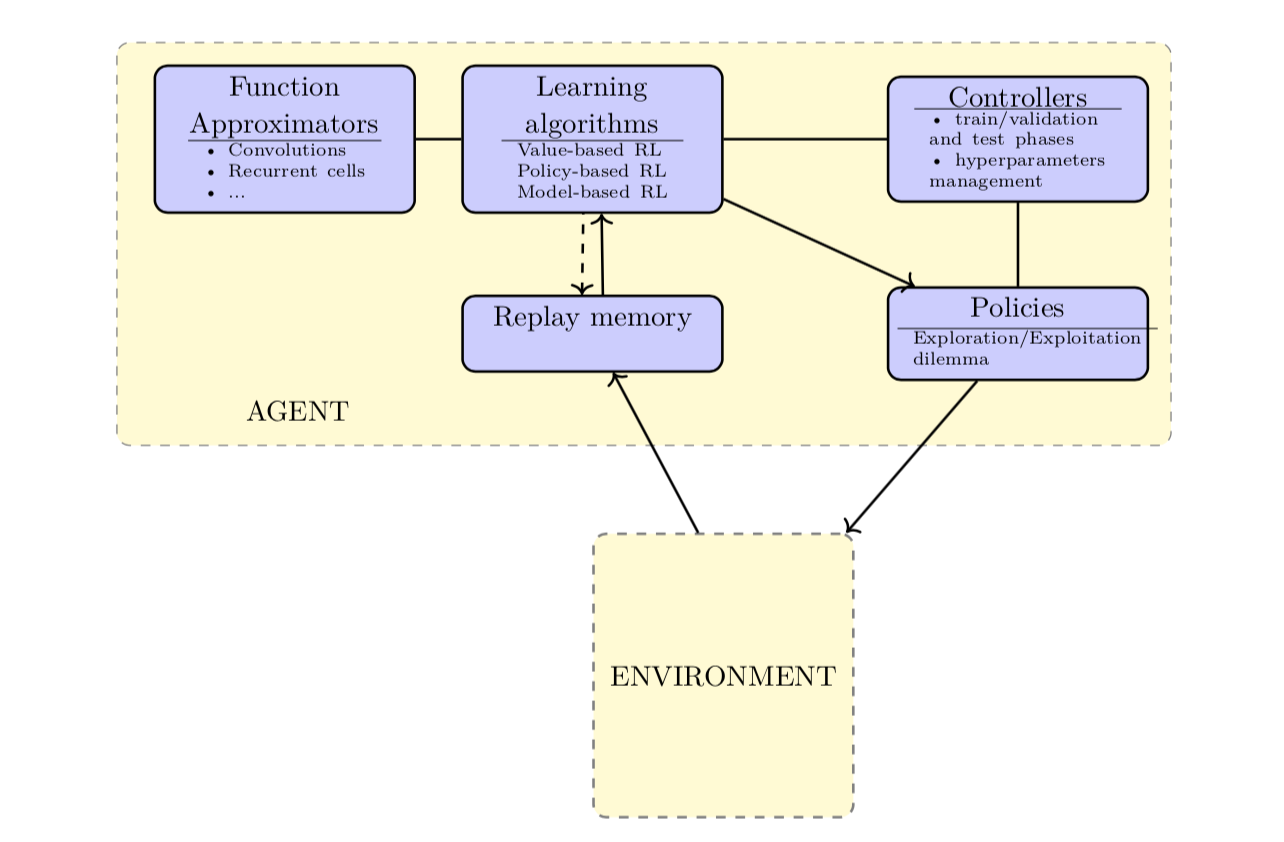 Function
Approximators
• Convolutions
• Recurrent cells
• ...
Learning
algorithms
Value-based RL
Policy-based RL
Model-based RL
Controllers
• train/validation
and test phases
• hyperparameters
management
Replay memory
Policies
Exploration/Exploitation
dilemma
AGENT
ENVIRONMENT